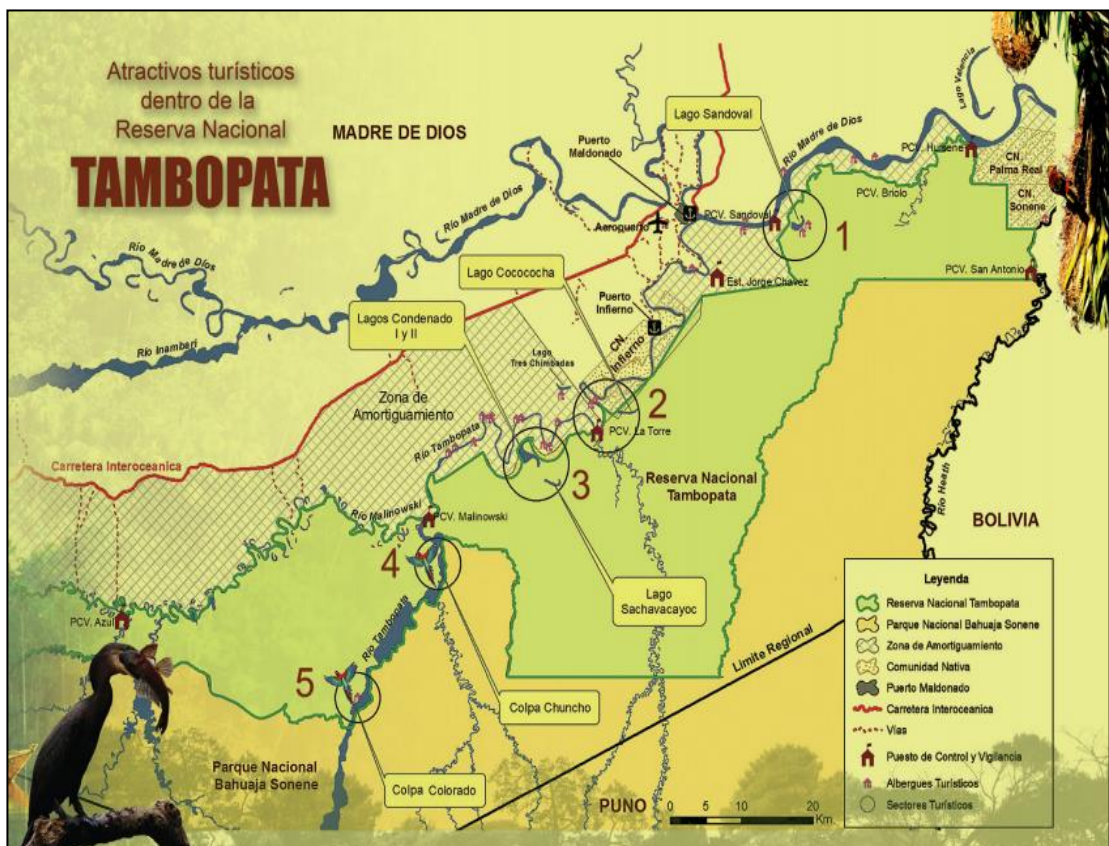 Atractivos turísticos
dentro de la
Reserva Nacional
TAMBOPATA
MADRE DE DIOS
Lago Sandoval
Lago Valencia
Puerto
Maldonado
Río Madre de Dios
PCV. Huisene
CN.
Palma Real
CN.
Sonene
PCV. Briolo
Río Madre de Dios
Aeropuerto
PCV. Sandoval
1
Río Madre de Dios
Lago Cocococha
Est. Jorge Chavez
PCV. San Antonio
Puerto
Infierno
Lagos Condenado
I y II
CN.
Infierno
Río Inambari
Lago
Tres Chimbadas
Zona de
Amortiguamiento
2
PCV. La Torre
Río Tambopata
Carretera Interoceanica
3
Reserva Nacional
Tambopata
Río Heath
Río Malinowski
PCV. Malinowski
BOLIVIA
4
Lago
Sachavacayoc
PCV. Azul
Río Tambopata
Limite Regional
5
Colpa Chuncho
Parque Nacional
Bahuaja Sonene
Colpa Colorado
PUNO
0 5 10 20
Km.
Leyenda
Reserva Nacional Tambopata
Parque Nacional Bahuaja Sonene
Zona de Amortiguamiento
Comunidad Nativa
Puerto Maldonado
Carretera Interoceanica
Vías
Puesto de Control y Vigilancia
Albergues Turísticos
Sectores Turísticos